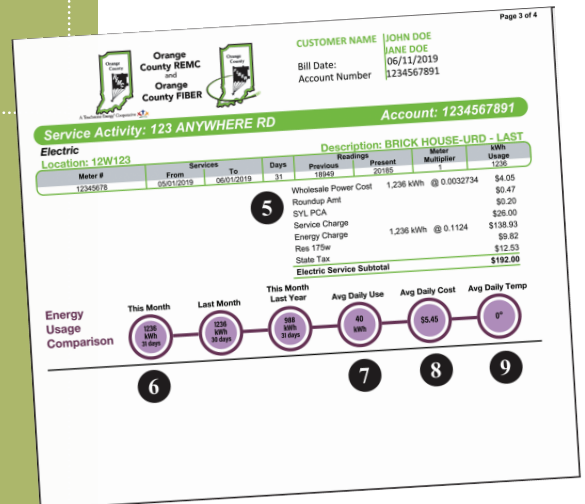 Page 3 of 4
Orange County
Orange
County REMC
and
Orange
County FIBER
Orange County
A Touchstone Energy Cooperative
CUSTOMER NAME JOHN DOE
JANE DOE
Bill Date: 06/11/2019
Account Number 1234567891
Service Activity: 123 ANYWHERE RD Account: 1234567891
Electric
Location: 12W123 Description: BRICK HOUSE-URD - LAST
Meter # Services From To Days Readings Previous Present Meter Multiplier kWh Usage
12345678 05/01/2019 06/01/2019 31 18949 20185 1 1236
5
Wholesale Power Cost 1,236 kWh @ 0.0032734 $4.05
Roundup Amt $0.47
SYL PCA $0.20
Service Charge $26.00
Energy Charge 1,236 kWh @ 0.1124 $138.93
Res 175w $9.82
State Tax $12.53
Electric Service Subtotal $192.00
Energy
Usage
Comparison
This Month
1236
kWh
31 days
Last Month
1236
kWh
30 days
This Month
Last Year
988
kWh
31 days
Avg Daily Use
40
kWh
Avg Daily Cost
$5.45
Avg Daily Temp
0°
6
7
8
9